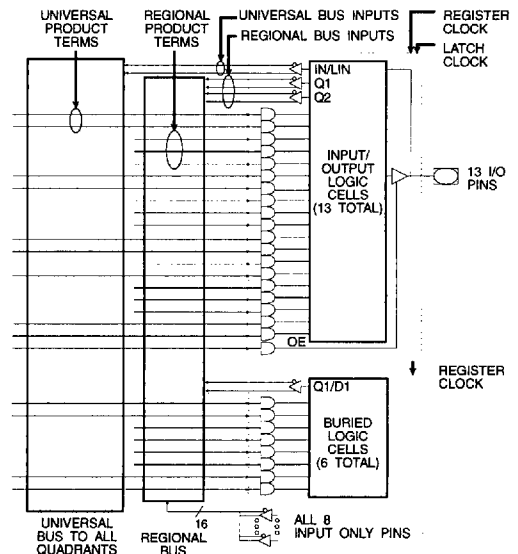 UNIVERSAL
PRODUCT
TERMS
REGIONAL
PRODUCT
TERMS
UNIVERSAL BUS INPUTS
REGIONAL BUS INPUTS
REGISTER
CLOCK
LATCH
CLOCK
IN/LIN
Q1
Q2
INPUT/
OUTPUT
LOGIC
CELLS
(13 TOTAL)
13 I/O
PINS
OE
REGISTER
CLOCK
Q1/D1
BURIED
LOGIC
CELLS
(6 TOTAL)
16
ALL 8
INPUT ONLY PINS
UNIVERSAL
BUS TO ALL
QUADRANTS
REGIONAL
BUS